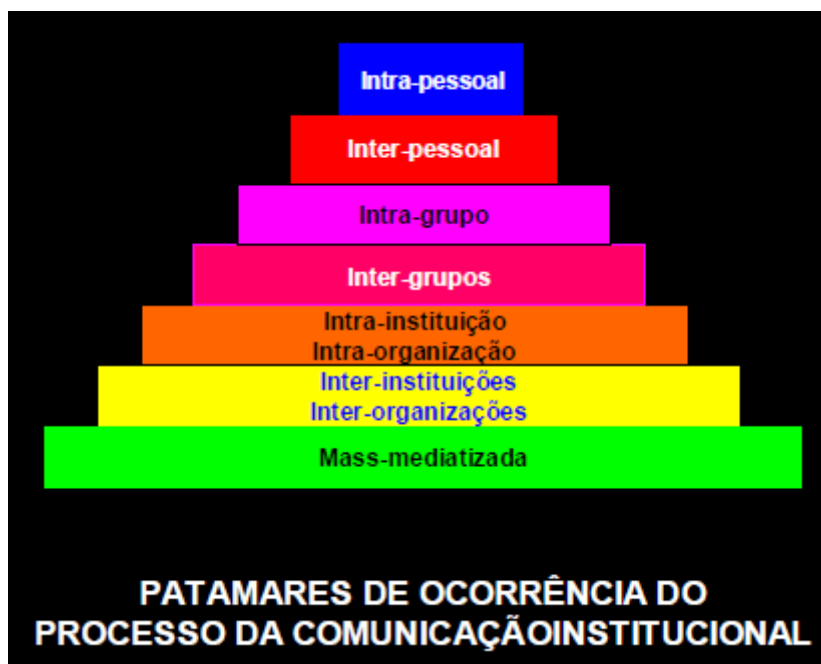 Intra-pessoal
Inter-pessoal
Intra-grupo
Inter-grupos
Intra-instituição
Intra-organização
Inter-instituições
Inter-organizações
Mass-mediatizada
PATAMARES DE OCORRÊNCIA DO
PROCESSO DA COMUNICAÇÃOINSTITUCIONAL